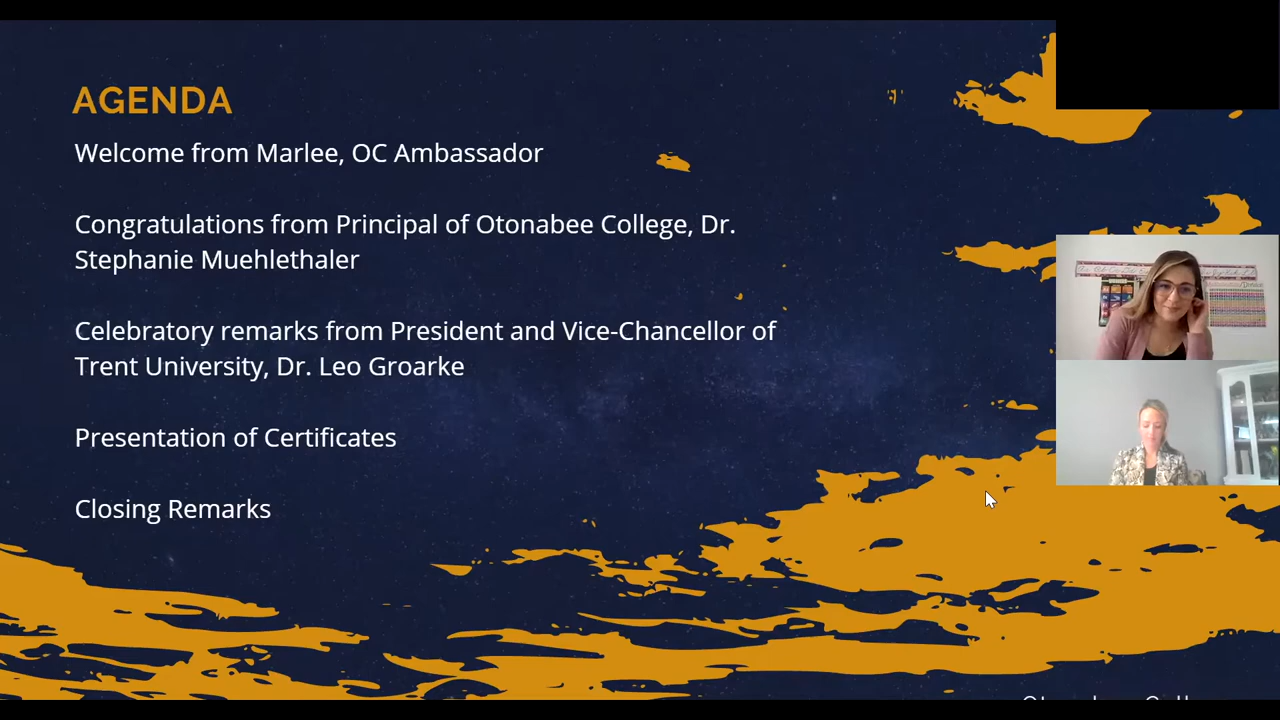 AGENDA
Welcome from Marlee, OC Ambassador
Congratulations from Principal of Otonabee College, Dr.
Stephanie Muehlethaler
Celebratory remarks from President and Vice-Chancellor of
Trent University, Dr. Leo Groarke
Presentation of Certificates
Closing Remarks